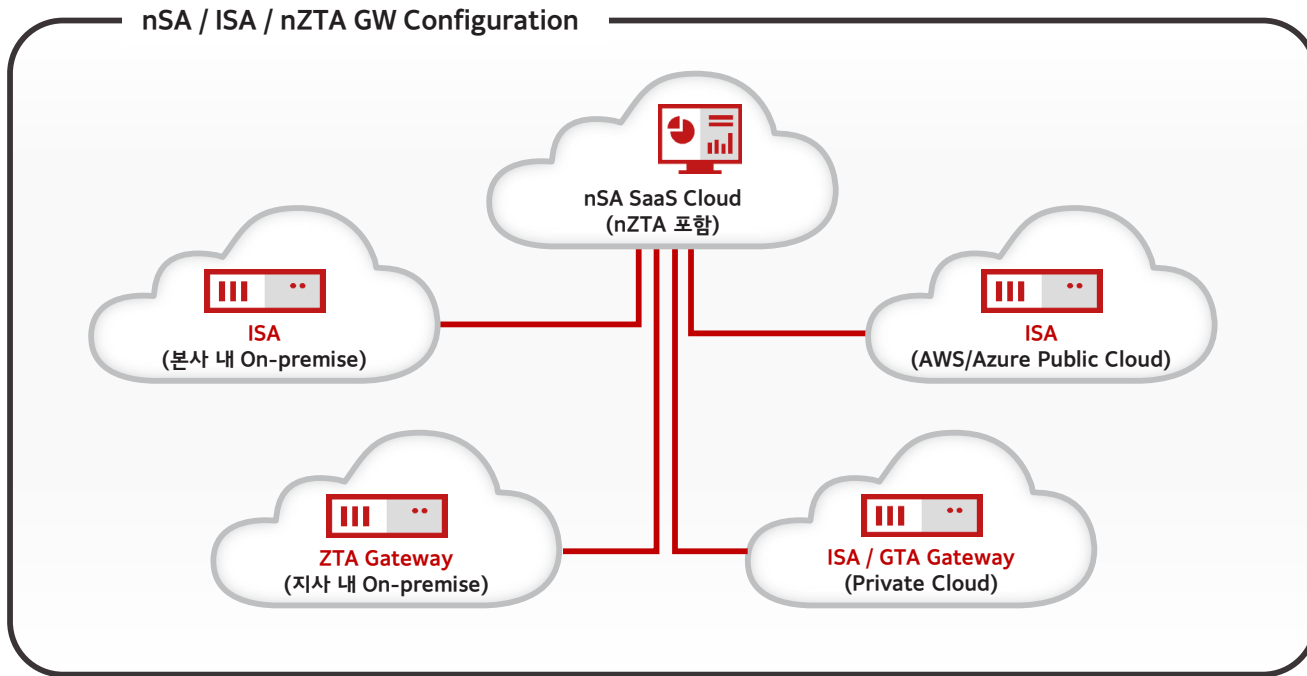 nSA / ISA / nZTA GW Configuration
nSA SaaS Cloud
(nZTA 포함)
ISA
(본사 내 On-premise)
ISA
(AWS/Azure Public Cloud)
ZTA Gateway
(지사 내 On-premise)
ISA / GTA Gateway
(Private Cloud)